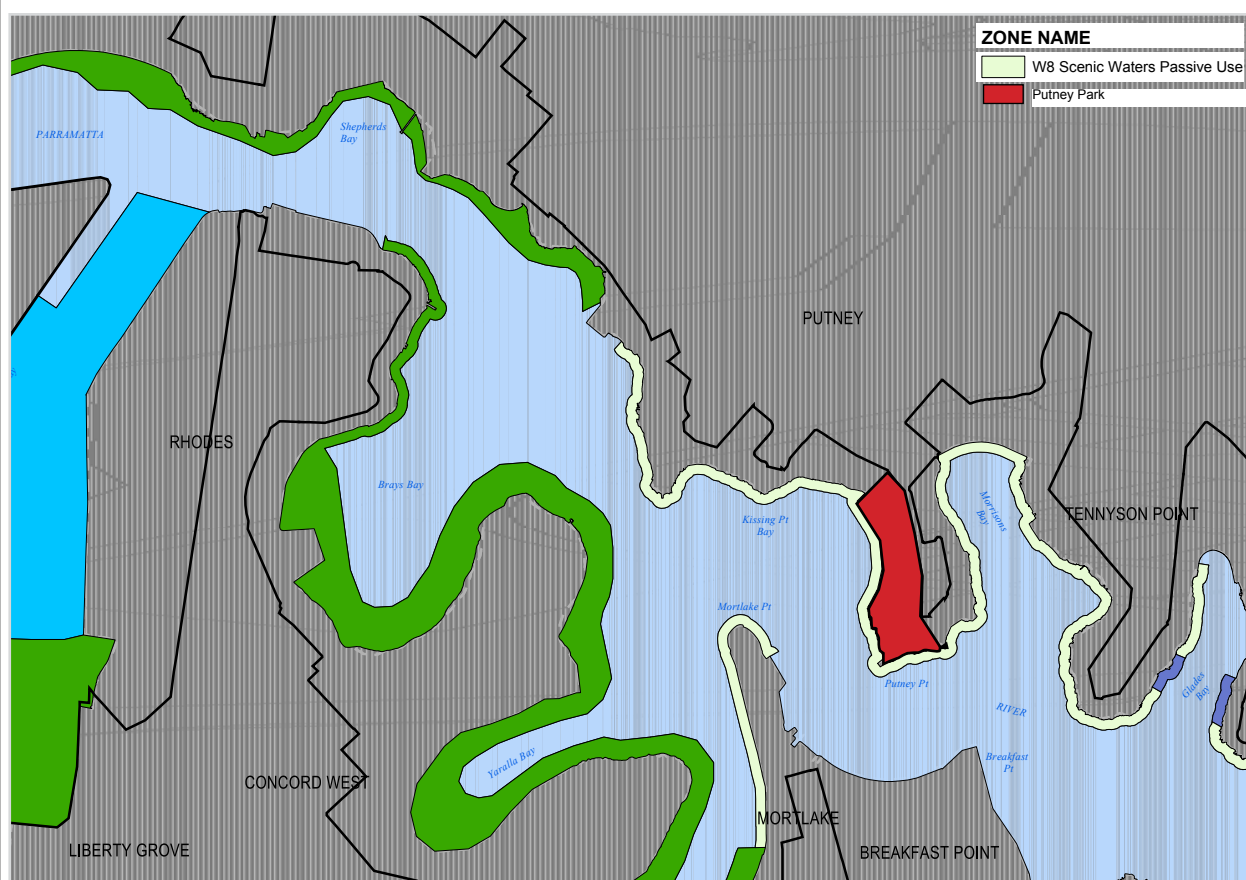 ZONE NAME
W8 Scenic Waters Passive Use
Putney Park
PARRAMATTA
Shepherds
Bay
PUTNEY
RHODES
Brays Bay
Kissing Pt
Bay
Morrisons
Bay
TENNYSON POINT
Mortlake Pt
Putney Pt
Glades
Bay
RIVER
Breakfast
Pt
Yaralla Bay
CONCORD WEST
MORTLAKE
LIBERTY GROVE
BREAKFAST POINT